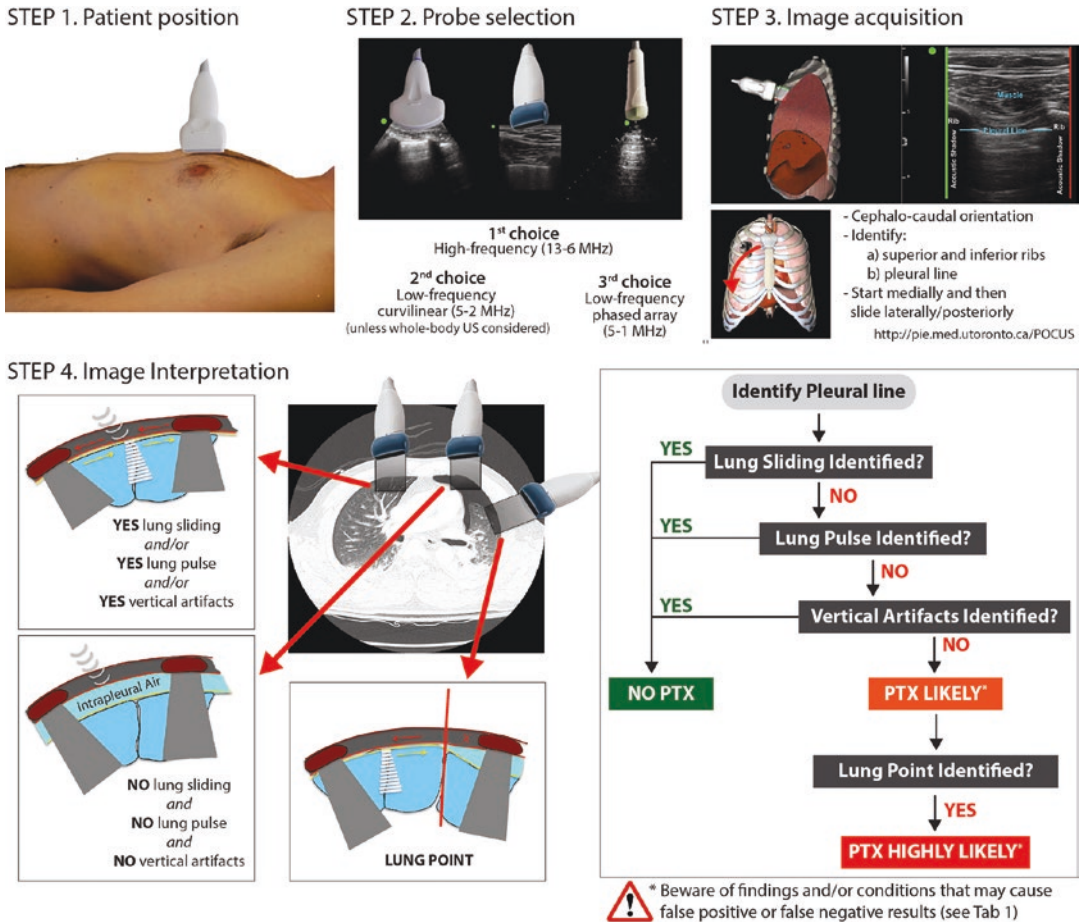 STEP 1. Patient position
STEP 2. Probe selection
1st choice
High-frequency (13-6 MHz)
2nd choice
Low-frequency
curvilinear (5-2 MHz)
(unless whole-body US considered)
3rd choice
Low-frequency
phased array
(5-1 MHz)
STEP 3. Image acquisition
Muscle
Rib
Pleural Line
Rib
Acoustic Shadow
Acoustic Shadow
- Cephalo-caudal orientation
- Identify:
a) superior and inferior ribs
b) pleural line
- Start medially and then
slide laterally/posteriorly
http://pie.med.utoronto.ca/POCUS
"
STEP 4. Image Interpretation
YES lung sliding
and/or
YES lung pulse
and/or
YES vertical artifacts
Intrapleural Air
NO lung sliding
and
NO lung pulse
and
NO vertical artifacts
LUNG POINT
Identify Pleural line
YES
Lung Sliding Identified?
NO
YES
Lung Pulse Identified?
NO
YES
Vertical Artifacts Identified?
NO
NO PTX
PTX LIKELY*
Lung Point Identified?
YES
PTX HIGHLY LIKELY*
* Beware of findings and/or conditions that may cause
false positive or false negative results (see Tab 1)